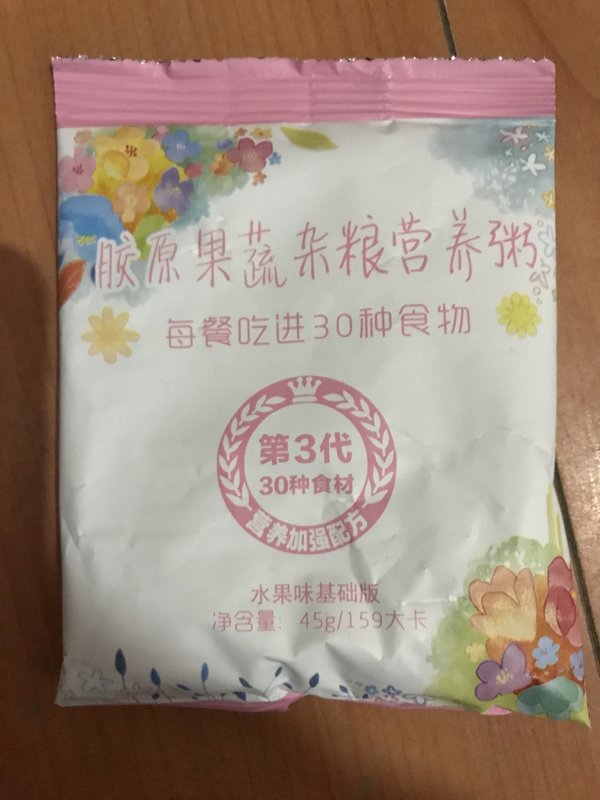 胶原果蔬杂粮营养粥
每餐吃进30种食物
第3代
30种食材
营养加强配方
水果味基础版
净含量：45g/159大卡